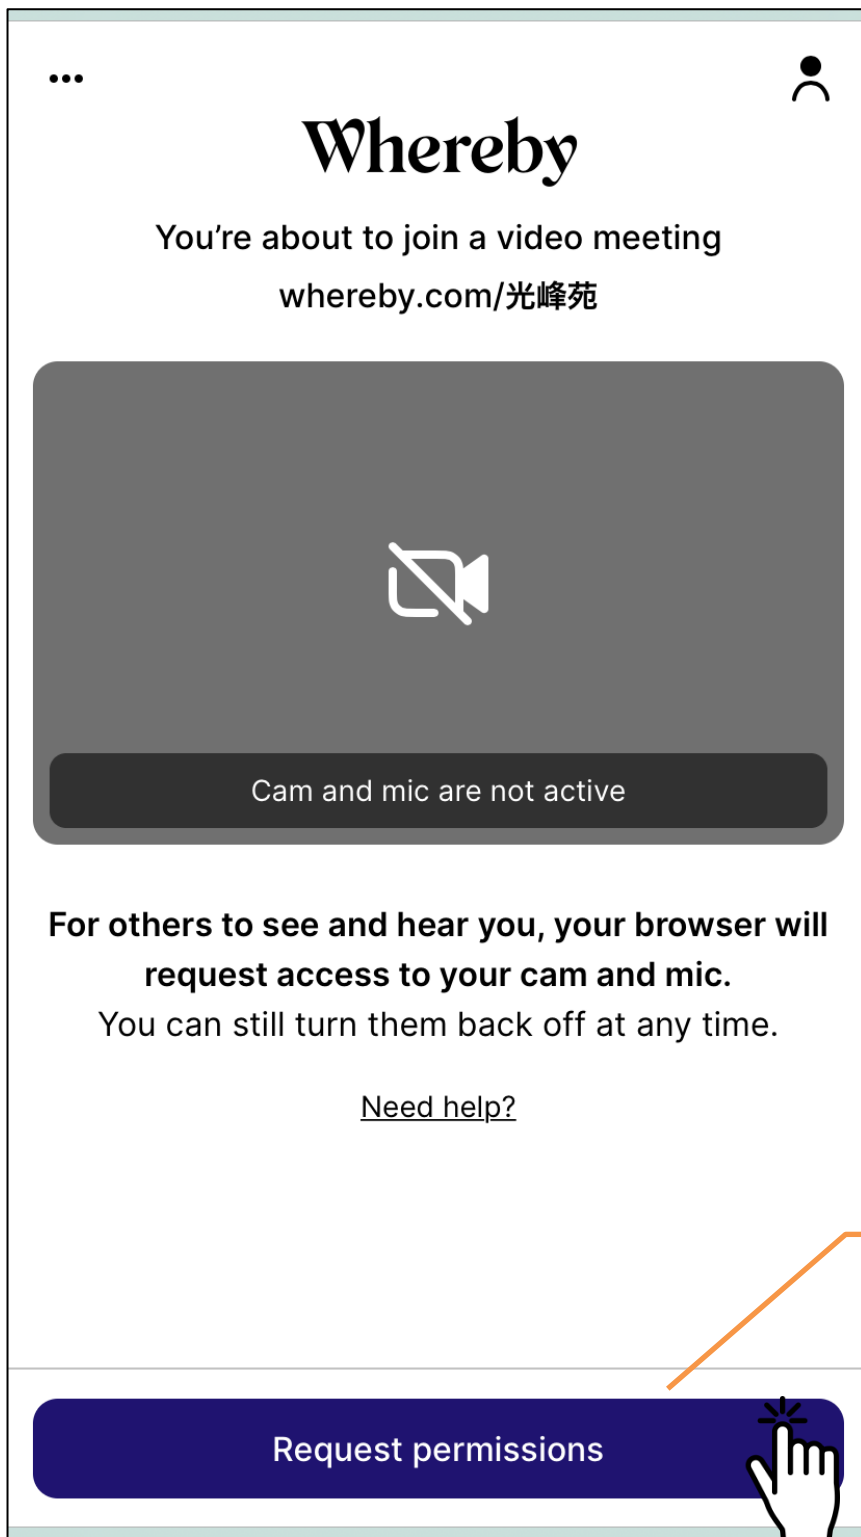 Whereby
You're about to join a video meeting
whereby.com/光峰苑
Cam and mic are not active
For others to see and hear you, your browser will
request access to your cam and mic.
You can still turn them back off at any time.
Need help?
Request permissions